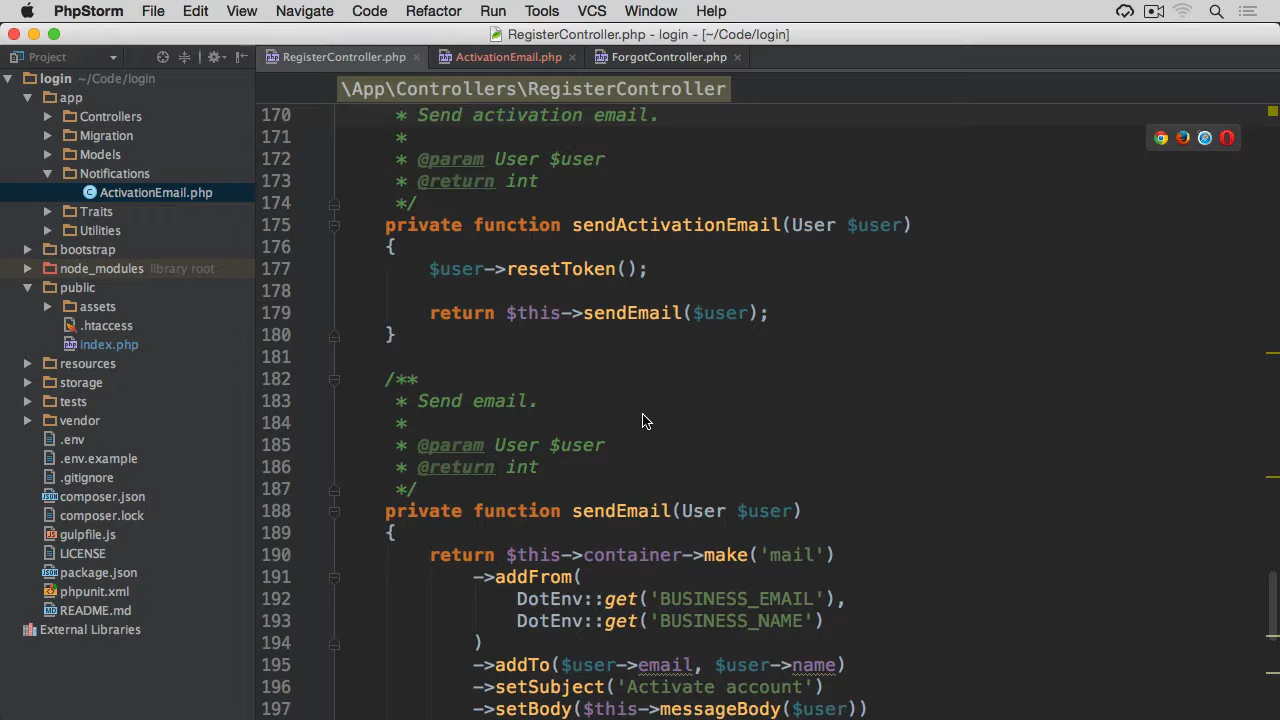 PhpStorm File Edit View Navigate Code Refactor Run Tools VCS Window Help
RegisterController.php - login - [~/Code/login]
Project
RegisterController.php ActivationEmail.php ForgotController.php
login ~/Code/login
app
Controllers
Migration
Models
Notifications
ActivationEmail.php
Traits
Utilities
bootstrap
node_modules library root
public
assets
.htaccess
index.php
resources
storage
tests
vendor
.env
.env.example
.gitignore
composer.json
composer.lock
gulpfile.js
LICENSE
package.json
phpunit.xml
README.md
External Libraries
\App\Controllers\RegisterController
170 * Send activation email.
171 *
172 * @param User $user
173 * @return int
174 */
175 private function sendActivationEmail(User $user)
176 {
177 $user->resetToken();
178
179 return $this->sendEmail($user);
180 }
181
182 /**
183 * Send email.
184 *
185 * @param User $user
186 * @return int
187 */
188 private function sendEmail(User $user)
189 {
190 return $this->container->make('mail')
191 ->addFrom(
192 DotEnv::get('BUSINESS_EMAIL'),
193 DotEnv::get('BUSINESS_NAME')
194 )
195 ->addTo($user->email, $user->name)
196 ->setSubject('Activate account')
197 ->setBody($this->messageBody($user))